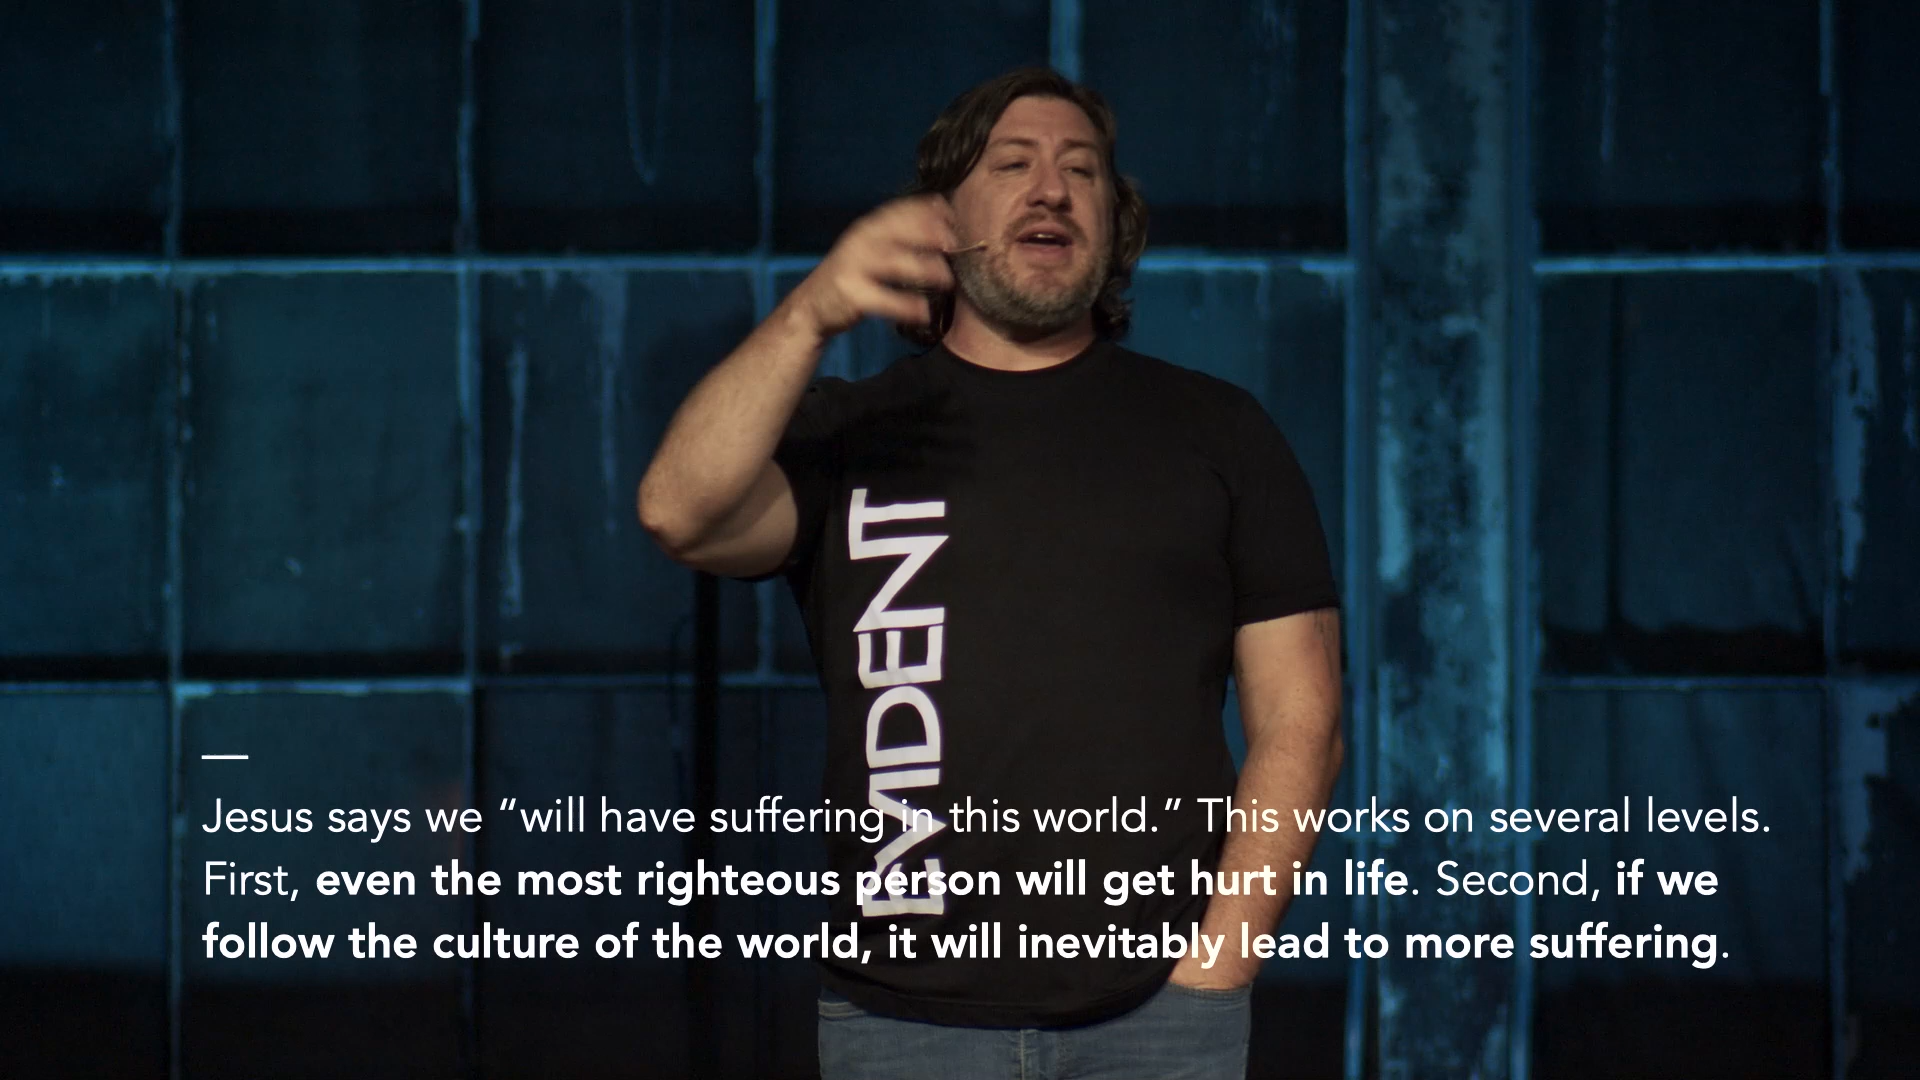 EVIDENT
Jesus says we “will have suffering in this world.” This works on several levels.
First, even the most righteous person will get hurt in life. Second, if we
follow the culture of the world, it will inevitably lead to more suffering.